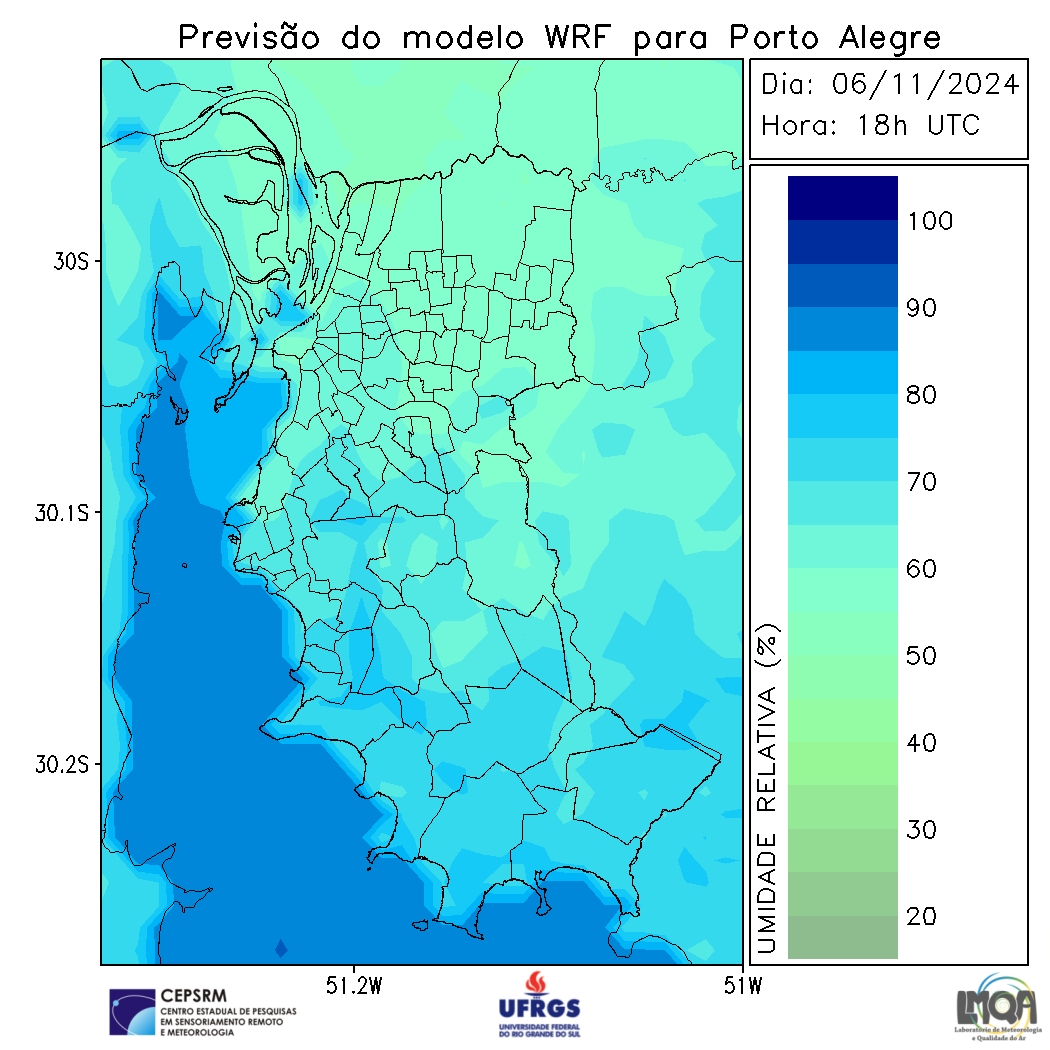 Previsão do modelo WRF para Porto Alegre
Dia: 06/11/2024
Hora: 18h UTC
30S
30.1S
30.2S
51.2W
51W
100
90
80
70
60
50
40
30
20
UMIDADE RELATIVA (%)
CEPSRM
CENTRO ESTADUAL DE PESQUISAS
EM SENSORIAMENTO REMOTO
E METEOROLOGIA
UFRGS
UNIVERSIDADE FEDERAL
DO RIO GRANDE DO SUL
LMQA
Laboratório de Meteorologia
e Qualidade do Ar